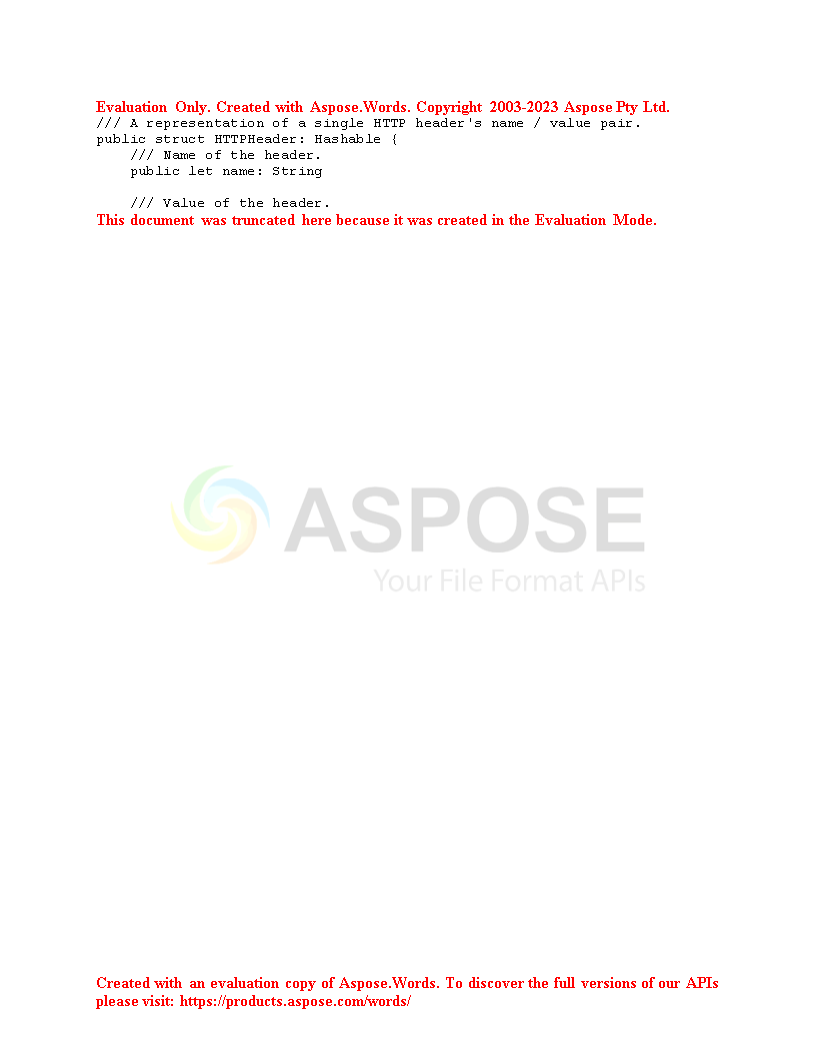 Evaluation Only. Created with Aspose.Words. Copyright 2003-2023 Aspose Pty Ltd.
/// A representation of a single HTTP header's name / value pair.
public struct HTTPHeader: Hashable {
    /// Name of the header.
    public let name: String

    /// Value of the header.
This document was truncated here because it was created in the Evaluation Mode.
ASPOSE
Your File Format APIs
Created with an evaluation copy of Aspose.Words. To discover the full versions of our APIs
please visit: https://products.aspose.com/words/